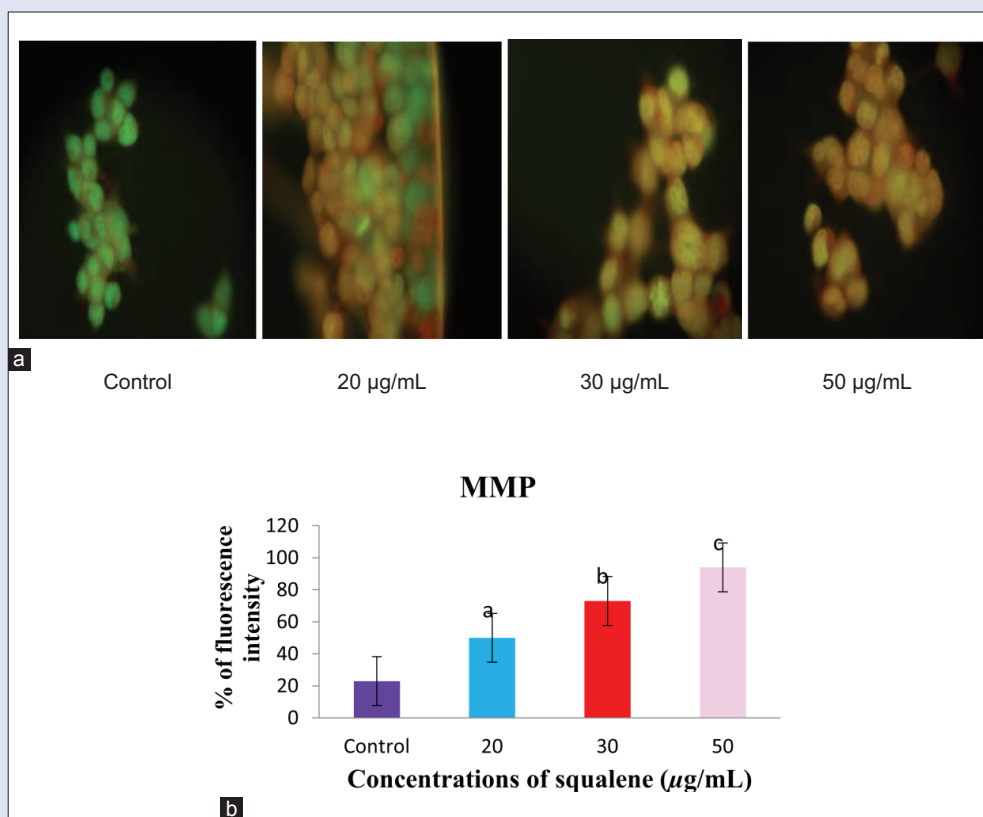 a
Control
20 µg/mL
30 µg/mL
50 µg/mL
MMP
% of fluorescence
intensity
120
100
80
60
40
20
0
a
b
c
Control
20
30
50
Concentrations of squalene (µg/mL)
b